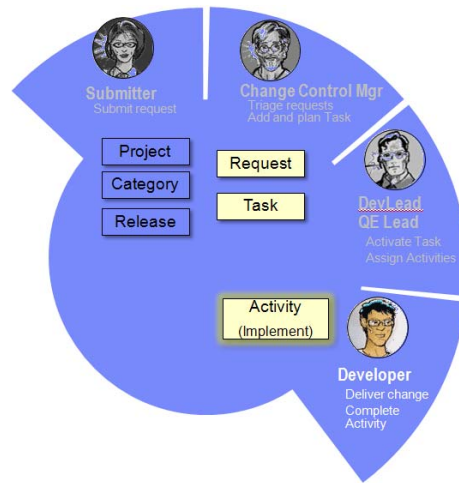 Submitter
Submit request
Change Control Mgr
Triage requests
Add and plan Task
DevLead
QE Lead
Activate Task
Assign Activities
Project
Category
Release
Request
Task
Activity
(Implement)
Developer
Deliver change
Complete
Activity